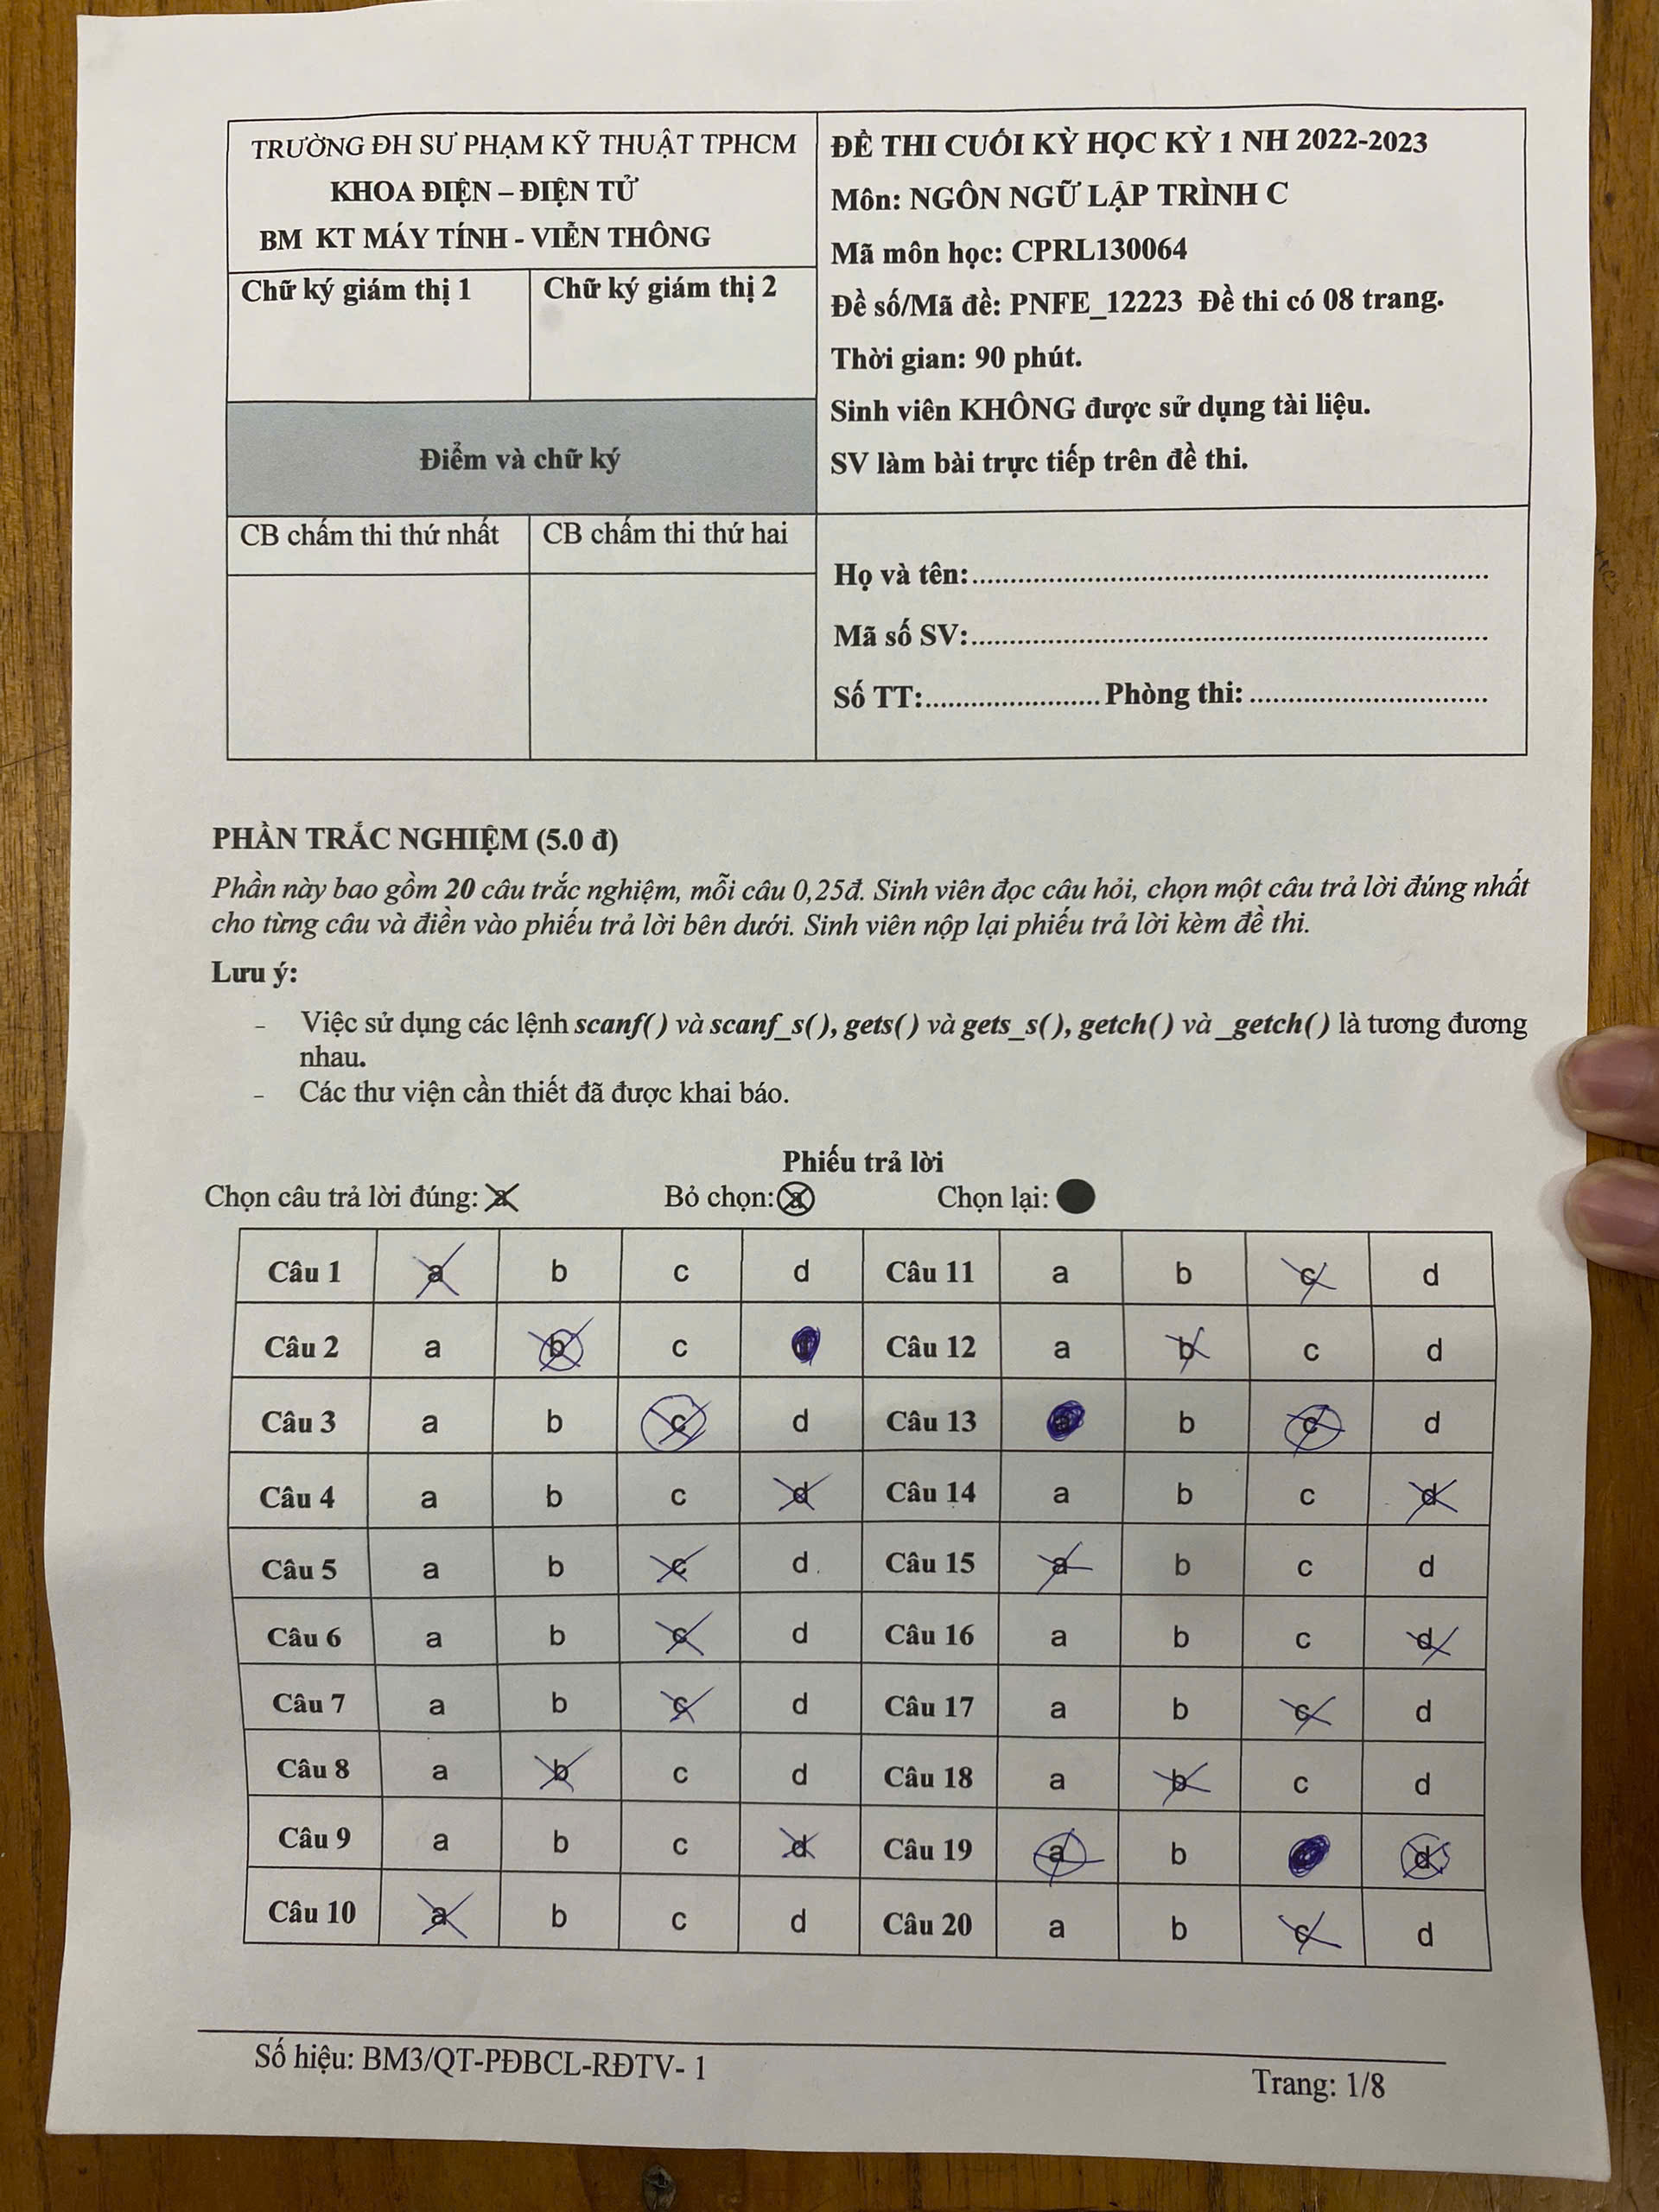 TRƯỜNG ĐH SƯ PHẠM KỸ THUẬT TPHCM
KHOA ĐIỆN – ĐIỆN TỬ
BM KT MÁY TÍNH - VIỄN THÔNG
Chữ ký giám thị 1
Chữ ký giám thị 2
Điểm và chữ ký
CB chấm thi thứ nhất
CB chấm thi thứ hai
ĐỀ THI CUỐI KỲ HỌC KỲ 1 NH 2022-2023
Môn: NGÔN NGỮ LẬP TRÌNH C
Mã môn học: CPRL130064
Đề số/Mã đề: PNFE_12223 Đề thi có 08 trang.
Thời gian: 90 phút.
Sinh viên KHÔNG được sử dụng tài liệu.
SV làm bài trực tiếp trên đề thi.
Họ và tên:
Mã số SV:
Số TT: Phòng thi:
PHẦN TRẮC NGHIỆM (5.0 đ)
Phần này bao gồm 20 câu trắc nghiệm, mỗi câu 0,25đ. Sinh viên đọc câu hỏi, chọn một câu trả lời đúng nhất
cho từng câu và điền vào phiếu trả lời bên dưới. Sinh viên nộp lại phiếu trả lời kèm đề thi.
Lưu ý:
- Việc sử dụng các lệnh scanf() và scanf_s(), gets() và gets_s(), getch() và _getch() là tương đương
nhau.
- Các thư viện cần thiết đã được khai báo.
Phiếu trả lời
Chọn câu trả lời đúng: a Bỏ chọn: a Chọn lại:
Câu 1 a b c d Câu 11 a b c d
Câu 2 a b c Câu 12 a b c d
Câu 3 a b c d Câu 13 a b c d
Câu 4 a b c d Câu 14 a b c d
Câu 5 a b c d Câu 15 a b c d
Câu 6 a b c d Câu 16 a b c d
Câu 7 a b c d Câu 17 a b c d
Câu 8 a b c d Câu 18 a b c d
Câu 9 a b c d Câu 19 a b d
Câu 10 a b c d Câu 20 a b c d
Số hiệu: BM3/QT-PĐBCL-RĐTV- 1
Trang: 1/8